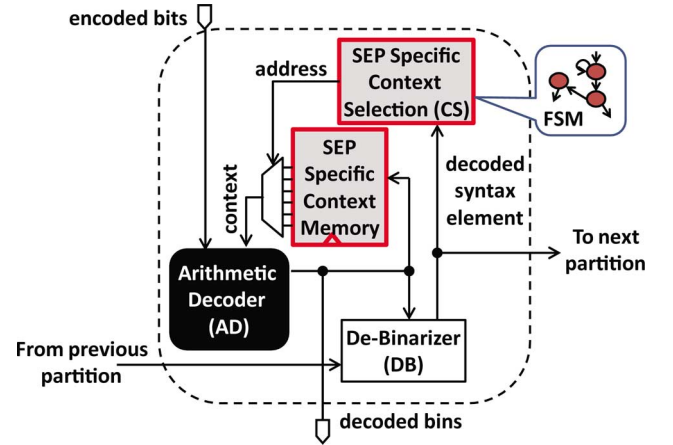 encoded bits
SEP Specific
Context
Selection (CS)
address
FSM
SEP
Specific
Context
Memory
context
decoded
syntax
element
To next
partition
Arithmetic
Decoder
(AD)
De-Binarizer
(DB)
From previous
partition
decoded bins